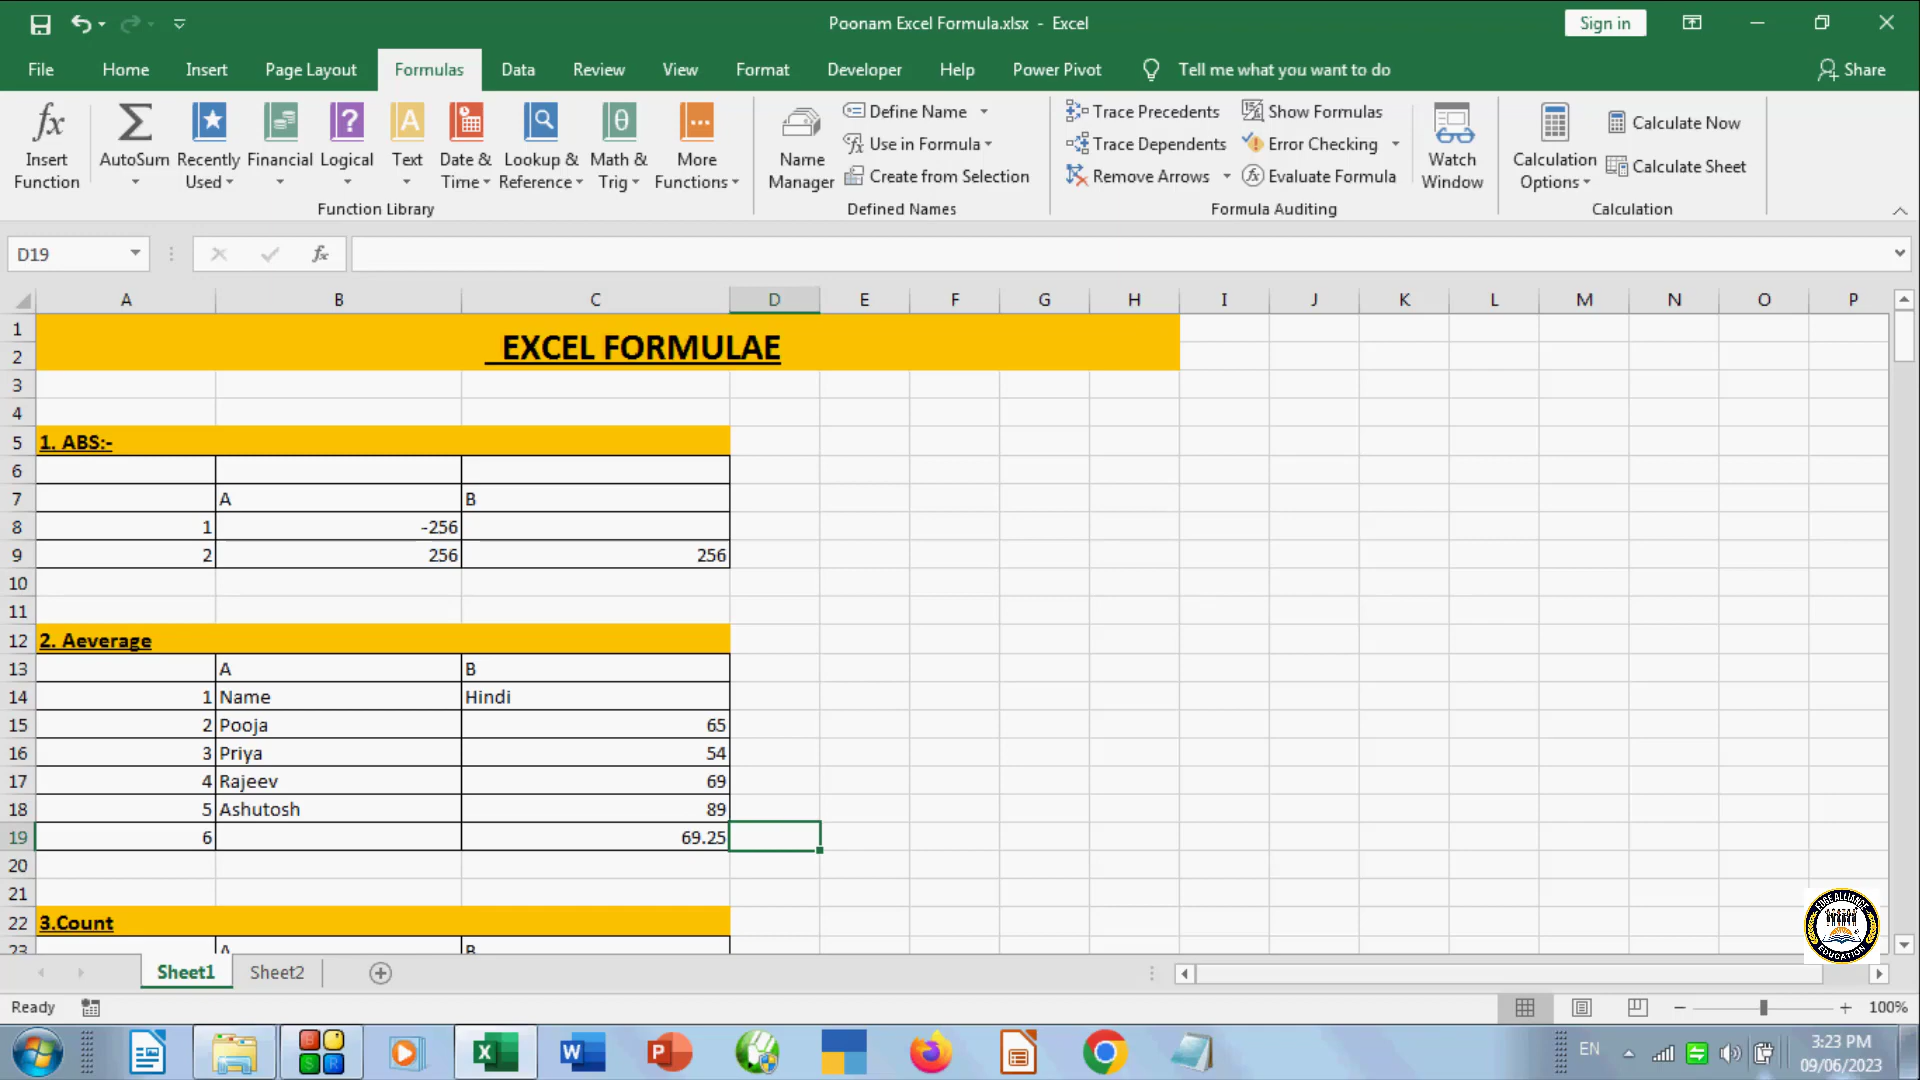 Poonam Excel Formula.xlsx - Excel
Sign in
File Home Insert Page Layout Formulas Data Review View Format Developer Help Power Pivot Tell me what you want to do Share
Insert Function
AutoSum
Recently Used
Financial
Logical
Text
Date & Time
Lookup & Reference
Math & Trig
More Functions
Function Library
Name Manager
Define Name
Use in Formula
Create from Selection
Defined Names
Trace Precedents
Trace Dependents
Remove Arrows
Show Formulas
Error Checking
Evaluate Formula
Formula Auditing
Watch Window
Calculation Options
Calculate Now
Calculate Sheet
Calculation
D19
fx
A B C D E F G H I J K L M N O P
1
2 EXCEL FORMULAE
3
4
5 1. ABS:-
6
7 A B
8 1 -256
9 2 256 256
10
11
12 2. Aeverage
13 A B
14 1 Name Hindi
15 2 Pooja 65
16 3 Priya 54
17 4 Rajeev 69
18 5 Ashutosh 89
19 6 69.25
20
21
22 3.Count
23 A B
EDGE ALLIANCE EDUCATION
Sheet1 Sheet2
Ready
100%
EN
3:23 PM
09/06/2023